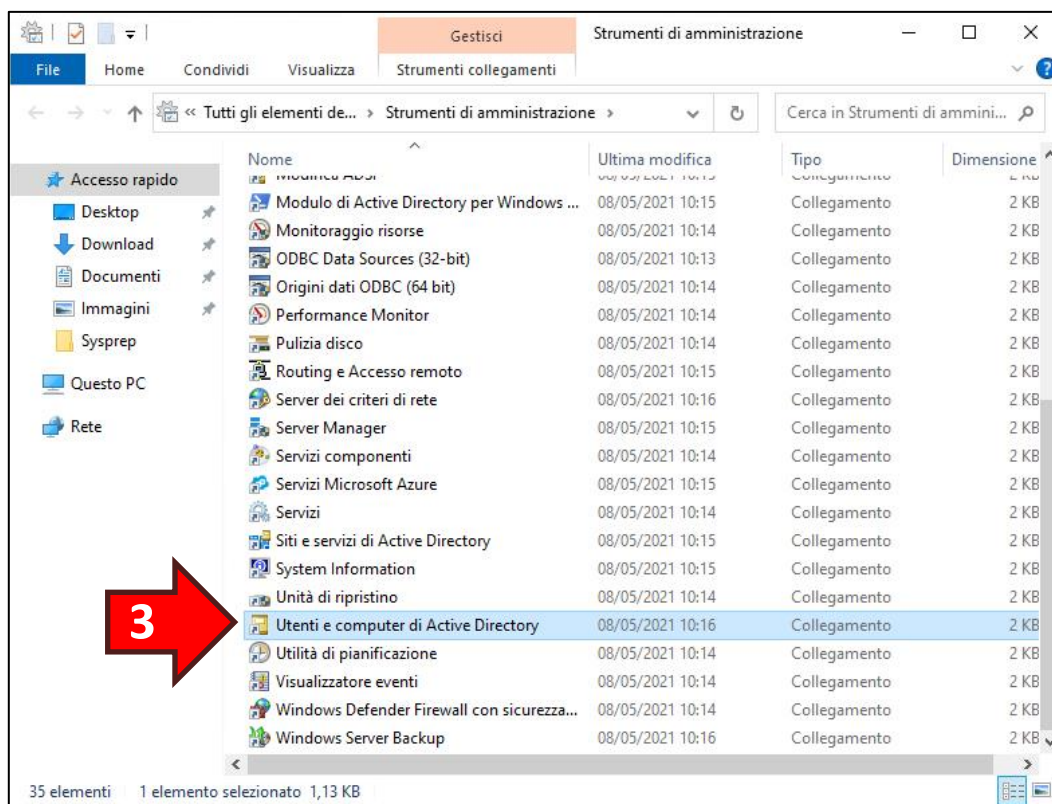 Gestisci Strumenti di amministrazione
File Home Condividi Visualizza Strumenti collegamenti
« Tutti gli elementi de... › Strumenti di amministrazione › Cerca in Strumenti di ammini...
Nome Ultima modifica Tipo Dimensione
Accesso rapido
Desktop
Download
Documenti
Immagini
Sysprep
Questo PC
Rete
Modifica ADSI 08/05/2021 10:15 Collegamento 2 KB
Modulo di Active Directory per Windows ... 08/05/2021 10:15 Collegamento 2 KB
Monitoraggio risorse 08/05/2021 10:14 Collegamento 2 KB
ODBC Data Sources (32-bit) 08/05/2021 10:13 Collegamento 2 KB
Origini dati ODBC (64 bit) 08/05/2021 10:14 Collegamento 2 KB
Performance Monitor 08/05/2021 10:14 Collegamento 2 KB
Pulizia disco 08/05/2021 10:14 Collegamento 2 KB
Routing e Accesso remoto 08/05/2021 10:15 Collegamento 2 KB
Server dei criteri di rete 08/05/2021 10:16 Collegamento 2 KB
Server Manager 08/05/2021 10:15 Collegamento 2 KB
Servizi componenti 08/05/2021 10:14 Collegamento 2 KB
Servizi Microsoft Azure 08/05/2021 10:15 Collegamento 2 KB
Servizi 08/05/2021 10:14 Collegamento 2 KB
Siti e servizi di Active Directory 08/05/2021 10:15 Collegamento 2 KB
System Information 08/05/2021 10:15 Collegamento 2 KB
Unità di ripristino 08/05/2021 10:14 Collegamento 2 KB
3 Utenti e computer di Active Directory 08/05/2021 10:16 Collegamento 2 KB
Utilità di pianificazione 08/05/2021 10:14 Collegamento 2 KB
Visualizzatore eventi 08/05/2021 10:14 Collegamento 2 KB
Windows Defender Firewall con sicurezza... 08/05/2021 10:14 Collegamento 2 KB
Windows Server Backup 08/05/2021 10:16 Collegamento 2 KB
35 elementi 1 elemento selezionato 1,13 KB